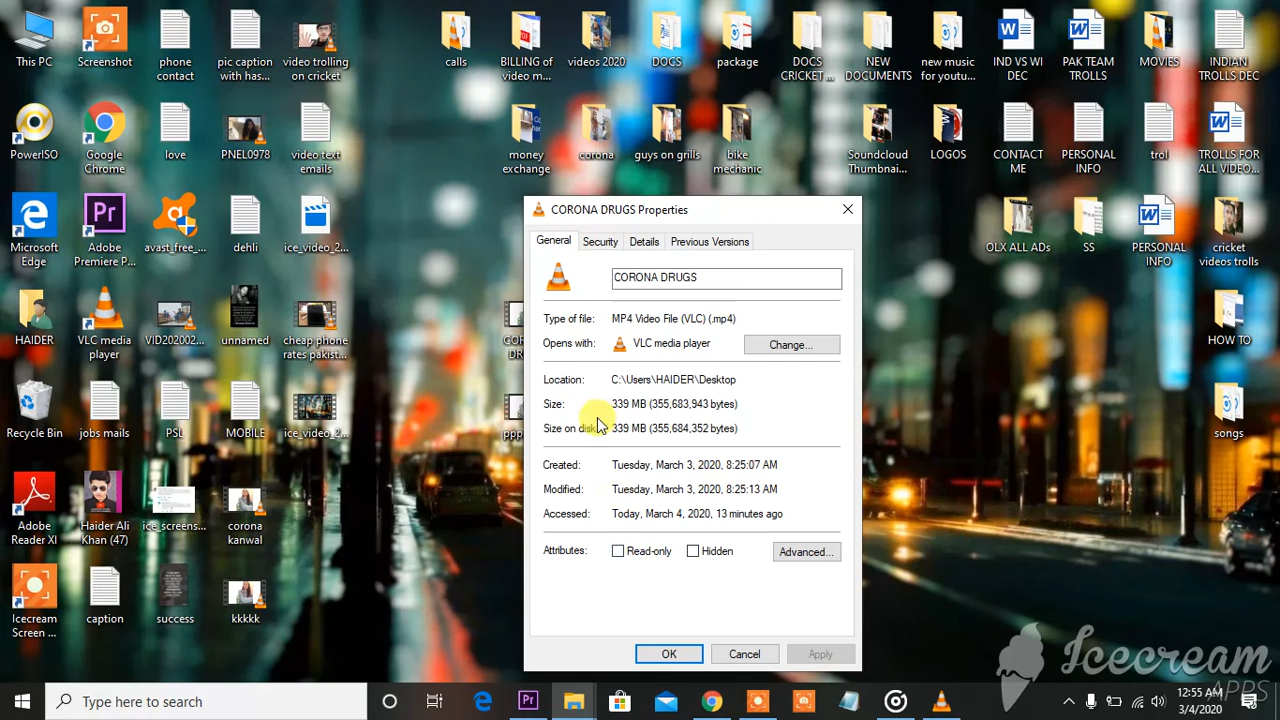 This PC
Screenshot
phone
contact
pic caption
with has...
video trolling
on cricket
calls
BILLING of
video m...
videos 2020
DOCS
package
DOCS
CRICKET ...
NEW
DOCUMENTS
new music
for youtu...
IND VS WI
DEC
PAK TEAM
TROLLS
MOVIES
INDIAN
TROLLS DEC
PowerISO
Google
Chrome
love
PNEL0978
video text
emails
money
exchange
corona
guys on grills
bike
mechanic
Soundcloud
Thumbnai...
LOGOS
CONTACT
ME
PERSONAL
INFO
trol
TROLLS FOR
ALL VIDEO...
Microsoft
Edge
Adobe
Premiere P...
avast_free_...
dehli
ice_video_2...
OLX ALL ADs
SS
PERSONAL
INFO
cricket
videos trolls
HAIDER
VLC media
player
VID202002...
unnamed
cheap phone
rates pakist...
HOW TO
Recycle Bin
jobs mails
PSL
MOBILE
ice_video_2...
songs
Adobe
Reader XI
Haider Ali
Khan (47)
ice_screens...
corona
kanwal
Icecream
Screen ...
caption
success
kkkkk
CORONA DRUGS Properties
General
Security
Details
Previous Versions
CORONA DRUGS
Type of file: MP4 Video File (VLC) (.mp4)
Opens with: VLC media player
Change...
Location: C:\Users\HAIDER\Desktop
Size: 339 MB (355,683,943 bytes)
Size on disk: 339 MB (355,684,352 bytes)
Created: Tuesday, March 3, 2020, 8:25:07 AM
Modified: Tuesday, March 3, 2020, 8:25:13 AM
Accessed: Today, March 4, 2020, 13 minutes ago
Attributes: Read-only Hidden
Advanced...
OK
Cancel
Apply
Icecream
APPS
Type here to search
12:55 AM
3/4/2020